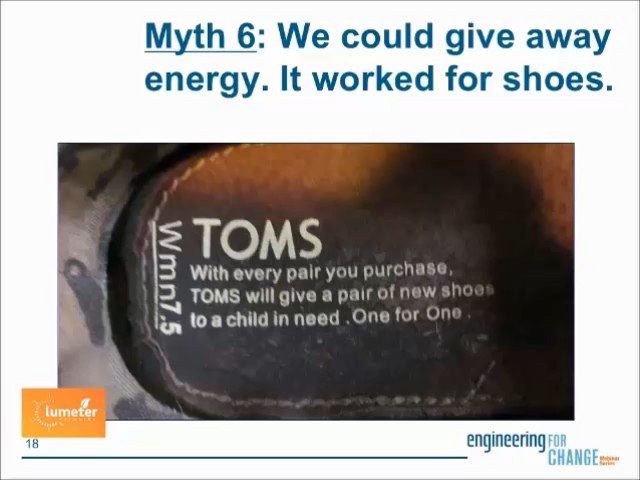 Myth 6: We could give away
energy. It worked for shoes.
Wmn7.5
TOMS
With every pair you purchase,
TOMS will give a pair of new shoes
to a child in need .One for One .
lumeter
18
engineering FOR
CHANGE Webinar
Series